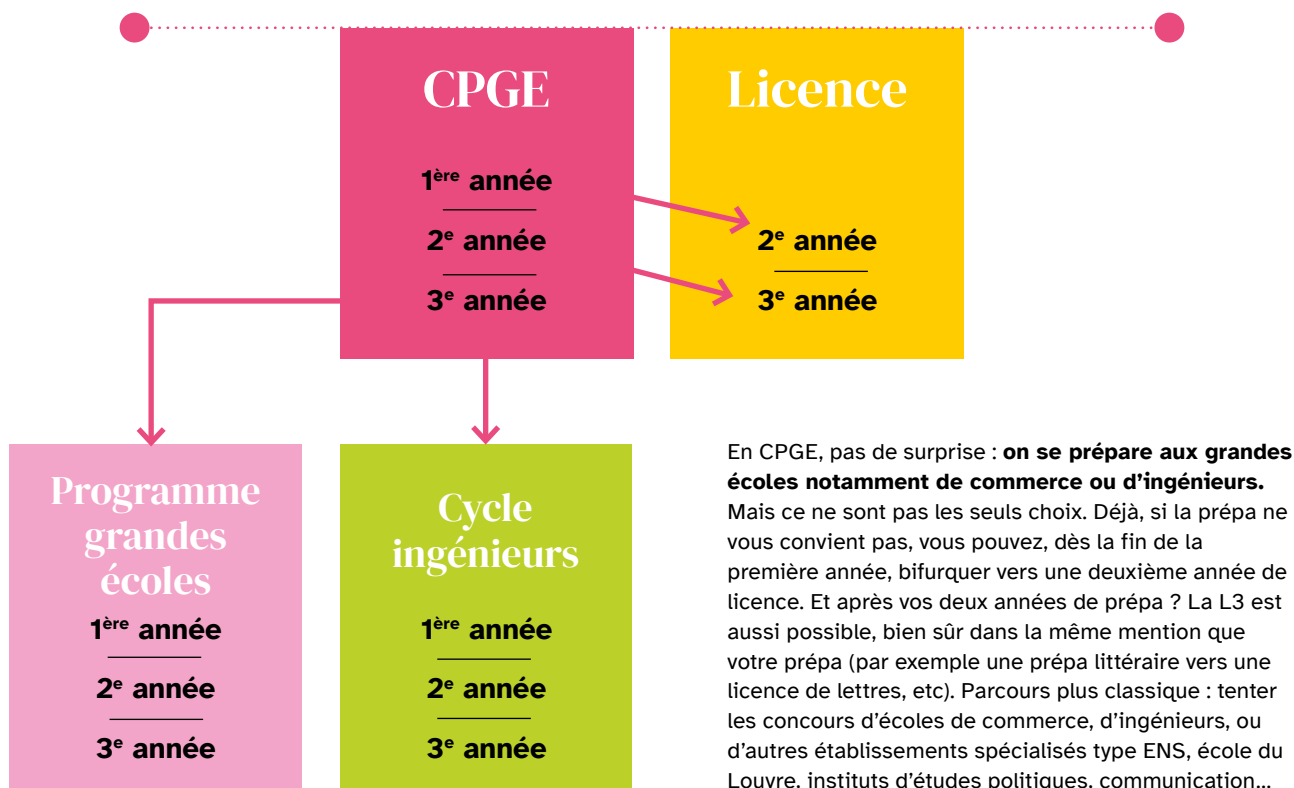 CPGE
1ère année
2e année
3e année
Licence
2e année
3e année
Programme
grandes
écoles
1ère année
2e année
3e année
Cycle
ingénieurs
1ère année
2e année
3e année
En CPGE, pas de surprise : on se prépare aux grandes
écoles notamment de commerce ou d'ingénieurs.
Mais ce ne sont pas les seuls choix. Déjà, si la prépa ne
vous convient pas, vous pouvez, dès la fin de la
première année, bifurquer vers une deuxième année de
licence. Et après vos deux années de prépa ? La L3 est
aussi possible, bien sûr dans la même mention que
votre prépa (par exemple une prépa littéraire vers une
licence de lettres, etc). Parcours plus classique : tenter
les concours d'écoles de commerce, d'ingénieurs, ou
d'autres établissements spécialisés type ENS, école du
Louvre, instituts d'études politiques, communication...